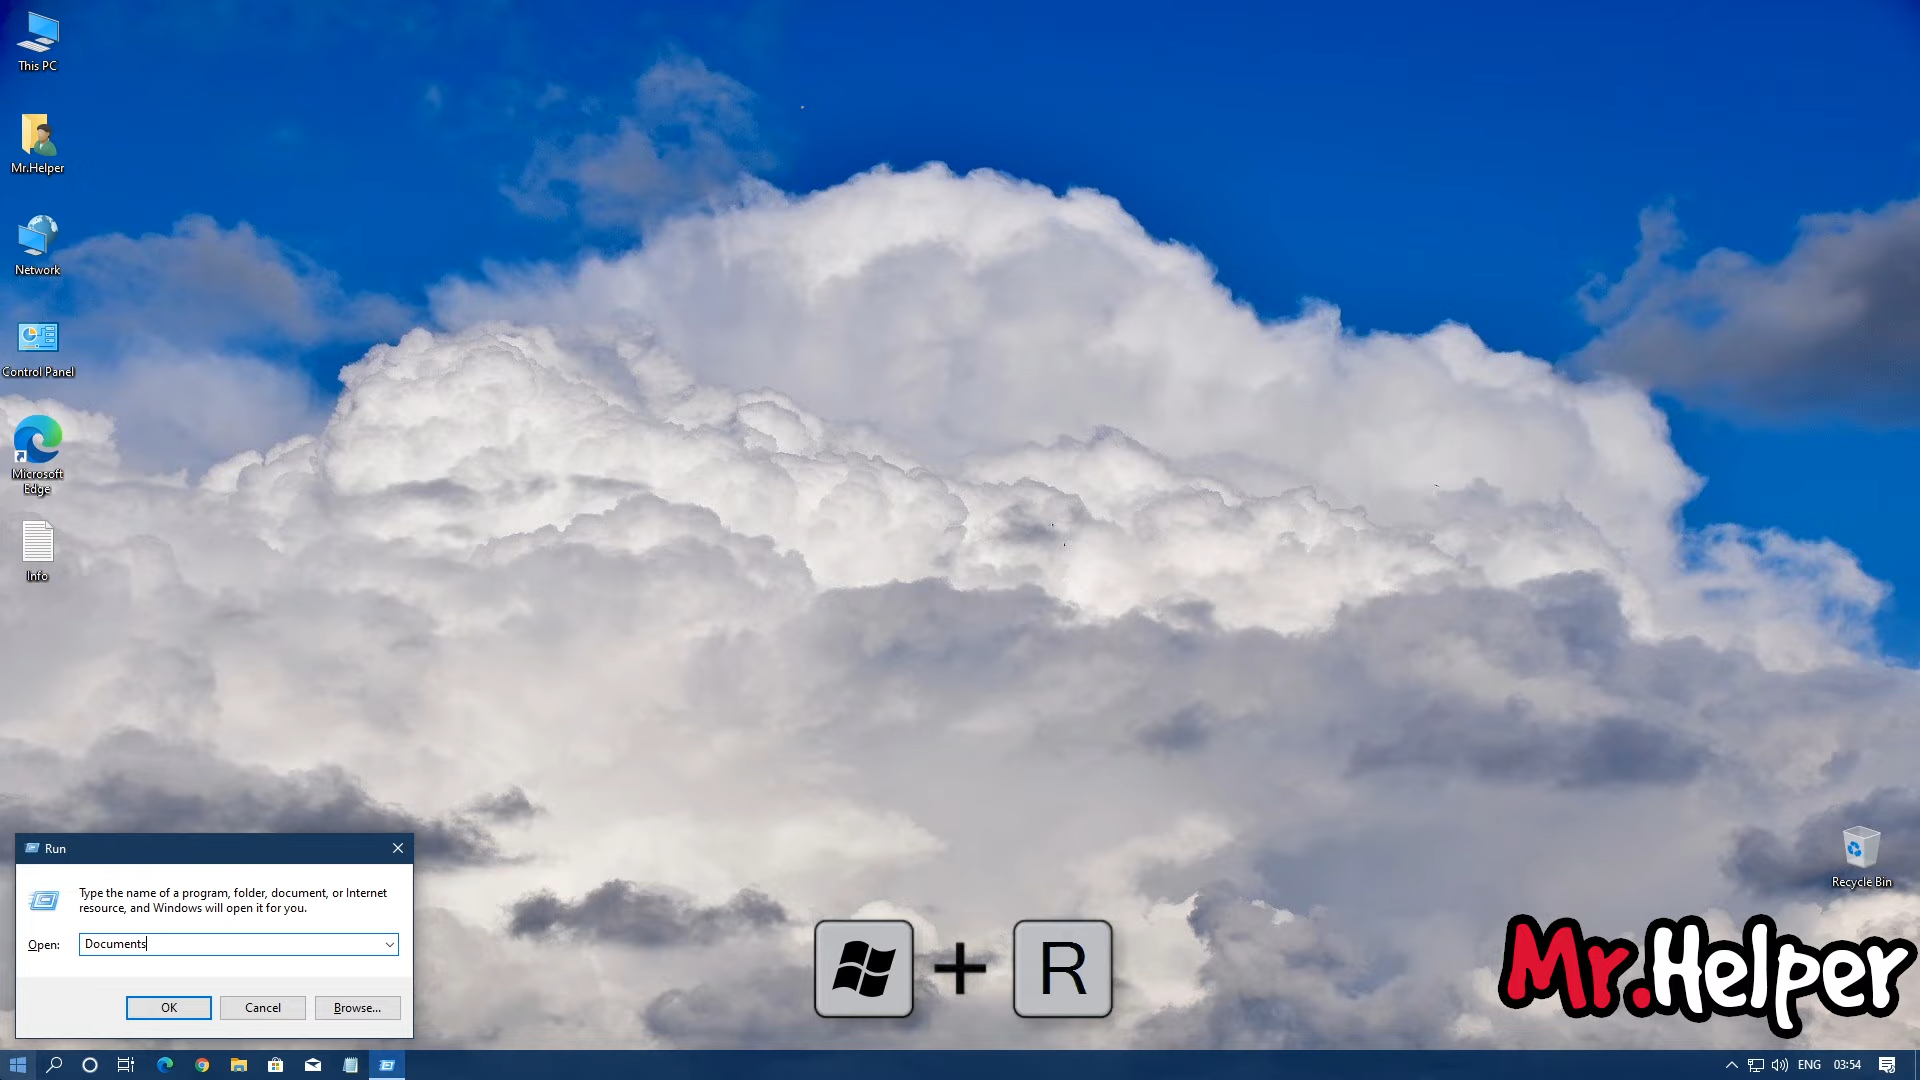 This PC
Mr.Helper
Network
Control Panel
Microsoft
Edge
Info
Run
Type the name of a program, folder, document, or Internet
resource, and Windows will open it for you.
Open:
Documents
OK
Cancel
Browse...
+
R
Recycle Bin
Mr.Helper
ENG
03:54